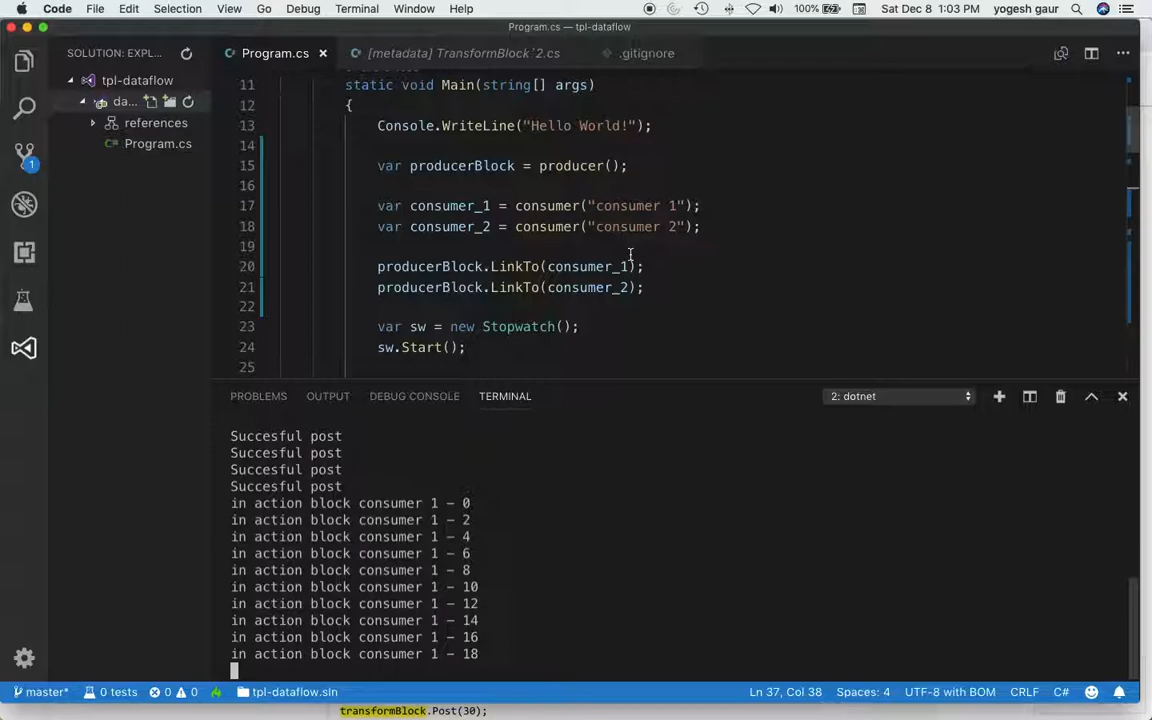 Code File Edit Selection View Go Debug Terminal Window Help 100% Sat Dec 8 1:03 PM yogesh gaur
Program.cs — tpl-dataflow
SOLUTION: EXPL... Program.cs × [metadata] TransformBlock`2.cs .gitignore
tpl-dataflow
da...
references
Program.cs
1
11 static void Main(string[] args)
12 {
13 Console.WriteLine("Hello World!");
14
15 var producerBlock = producer();
16
17 var consumer_1 = consumer("consumer 1");
18 var consumer_2 = consumer("consumer 2");
19
20 producerBlock.LinkTo(consumer_1);
21 producerBlock.LinkTo(consumer_2);
22
23 var sw = new Stopwatch();
24 sw.Start();
25
PROBLEMS OUTPUT DEBUG CONSOLE TERMINAL 2: dotnet
Succesful post
Succesful post
Succesful post
Succesful post
in action block consumer 1 - 0
in action block consumer 1 - 2
in action block consumer 1 - 4
in action block consumer 1 - 6
in action block consumer 1 - 8
in action block consumer 1 - 10
in action block consumer 1 - 12
in action block consumer 1 - 14
in action block consumer 1 - 16
in action block consumer 1 - 18
master* 0 tests 0 0 tpl-dataflow.sln Ln 37, Col 38 Spaces: 4 UTF-8 with BOM CRLF C#
transformBlock.Post(30);